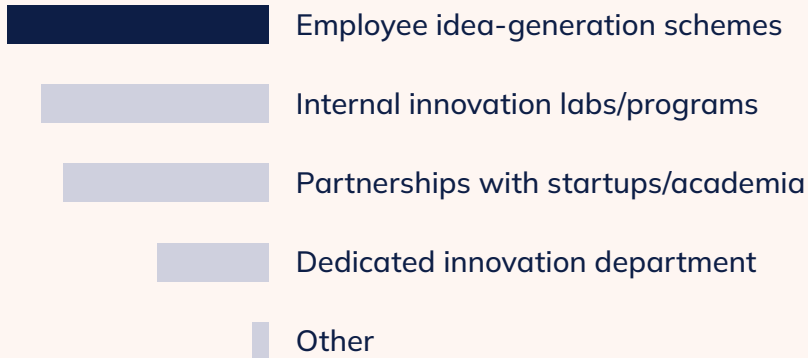 Employee idea-generation schemes
Internal innovation labs/programs
Partnerships with startups/academia
Dedicated innovation department
Other